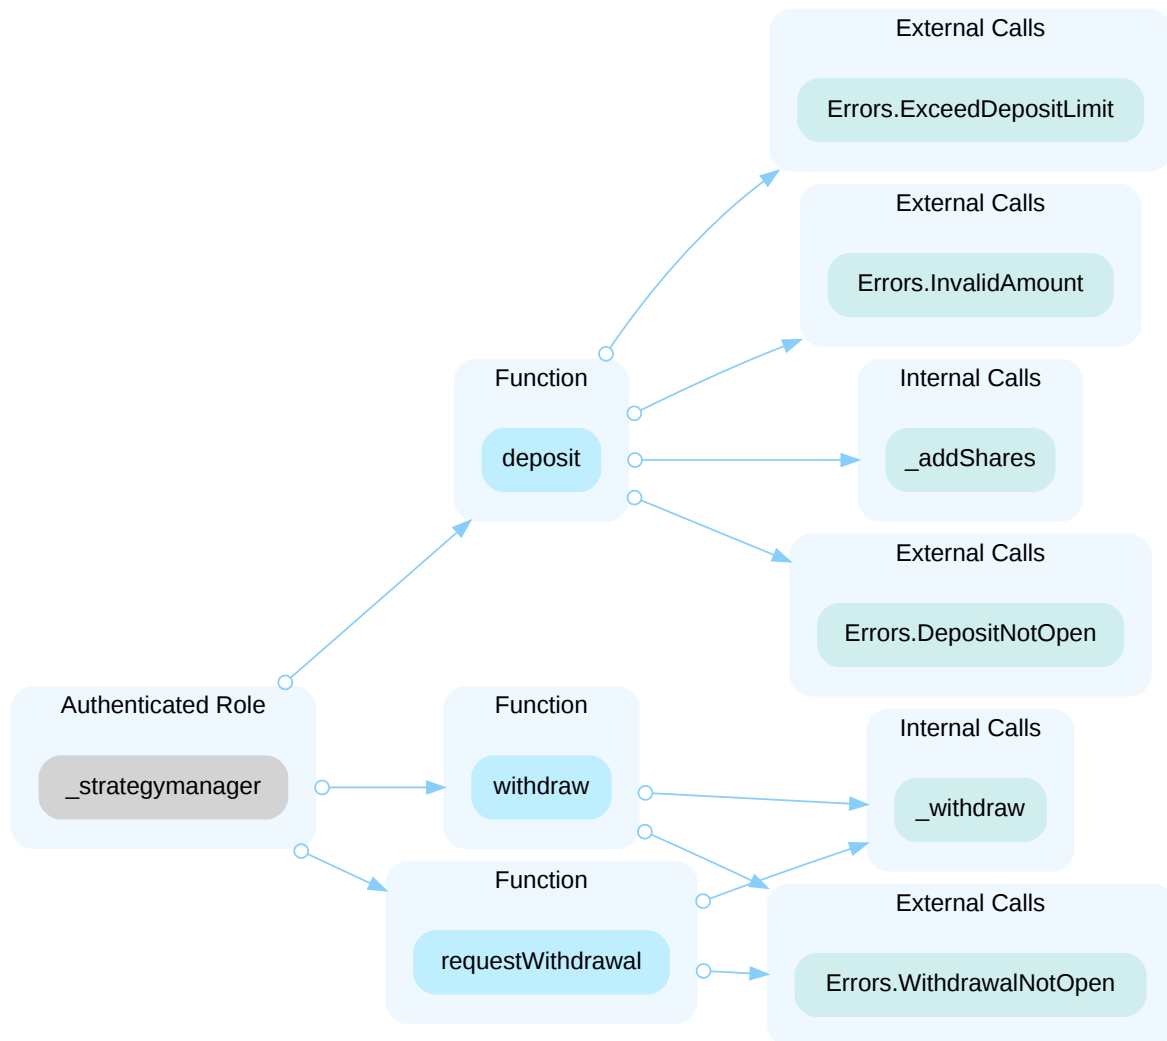 External Calls
Errors.ExceedDepositLimit
External Calls
Errors.InvalidAmount
Function
deposit
Internal Calls
_addShares
External Calls
Errors.DepositNotOpen
Authenticated Role
_strategymanager
Function
withdraw
Internal Calls
_withdraw
Function
requestWithdrawal
External Calls
Errors.WithdrawalNotOpen